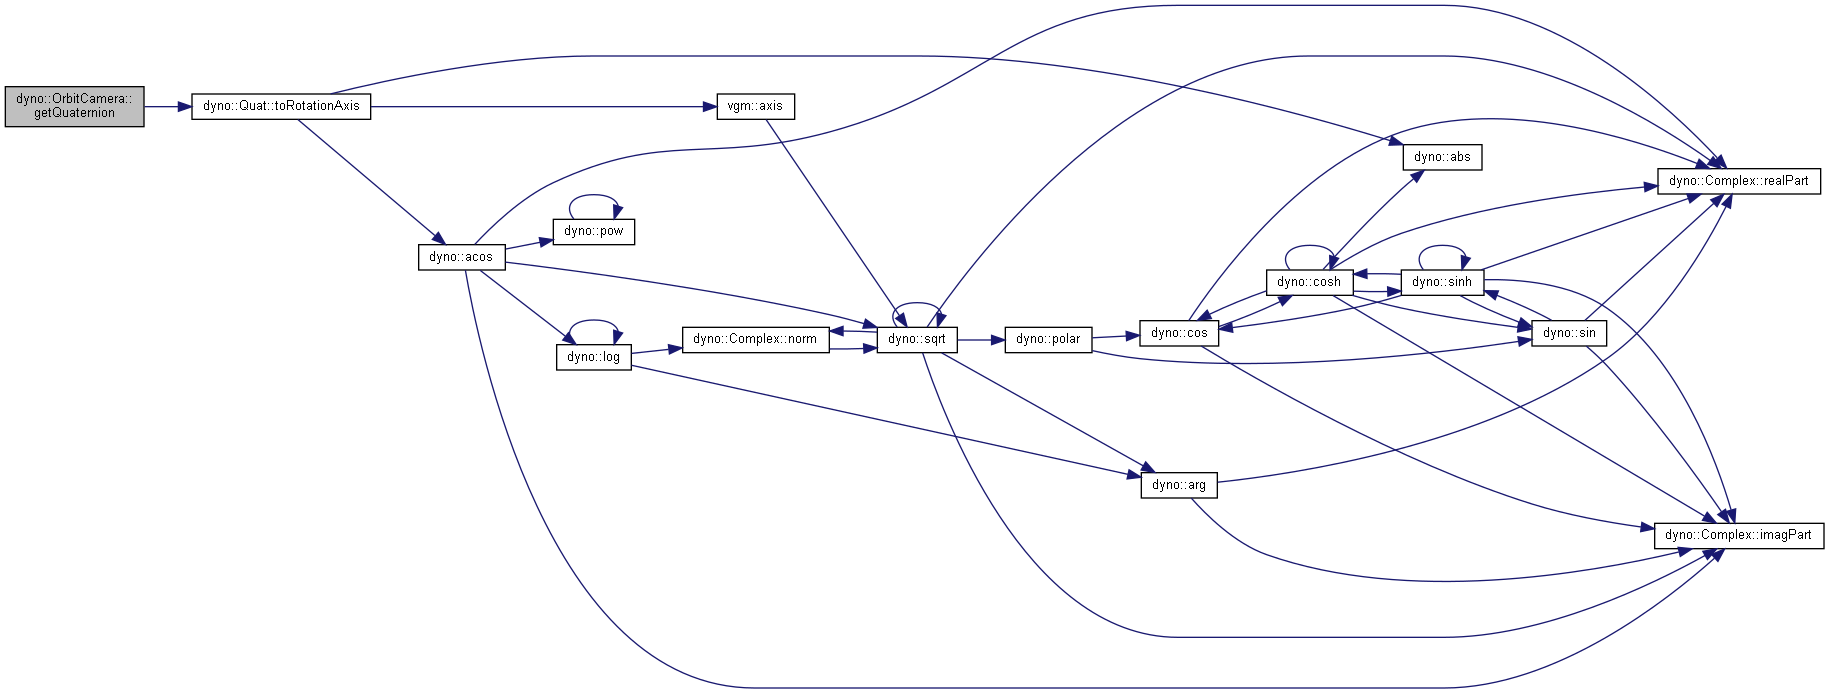 dyno::OrbitCamera::
getQuaternion
dyno::Quat::toRotationAxis
vgm::axis
dyno::abs
dyno::Complex::realPart
dyno::pow
dyno::acos
dyno::cosh
dyno::sinh
dyno::cos
dyno::sin
dyno::Complex::norm
dyno::sqrt
dyno::polar
dyno::log
dyno::arg
dyno::Complex::imagPart